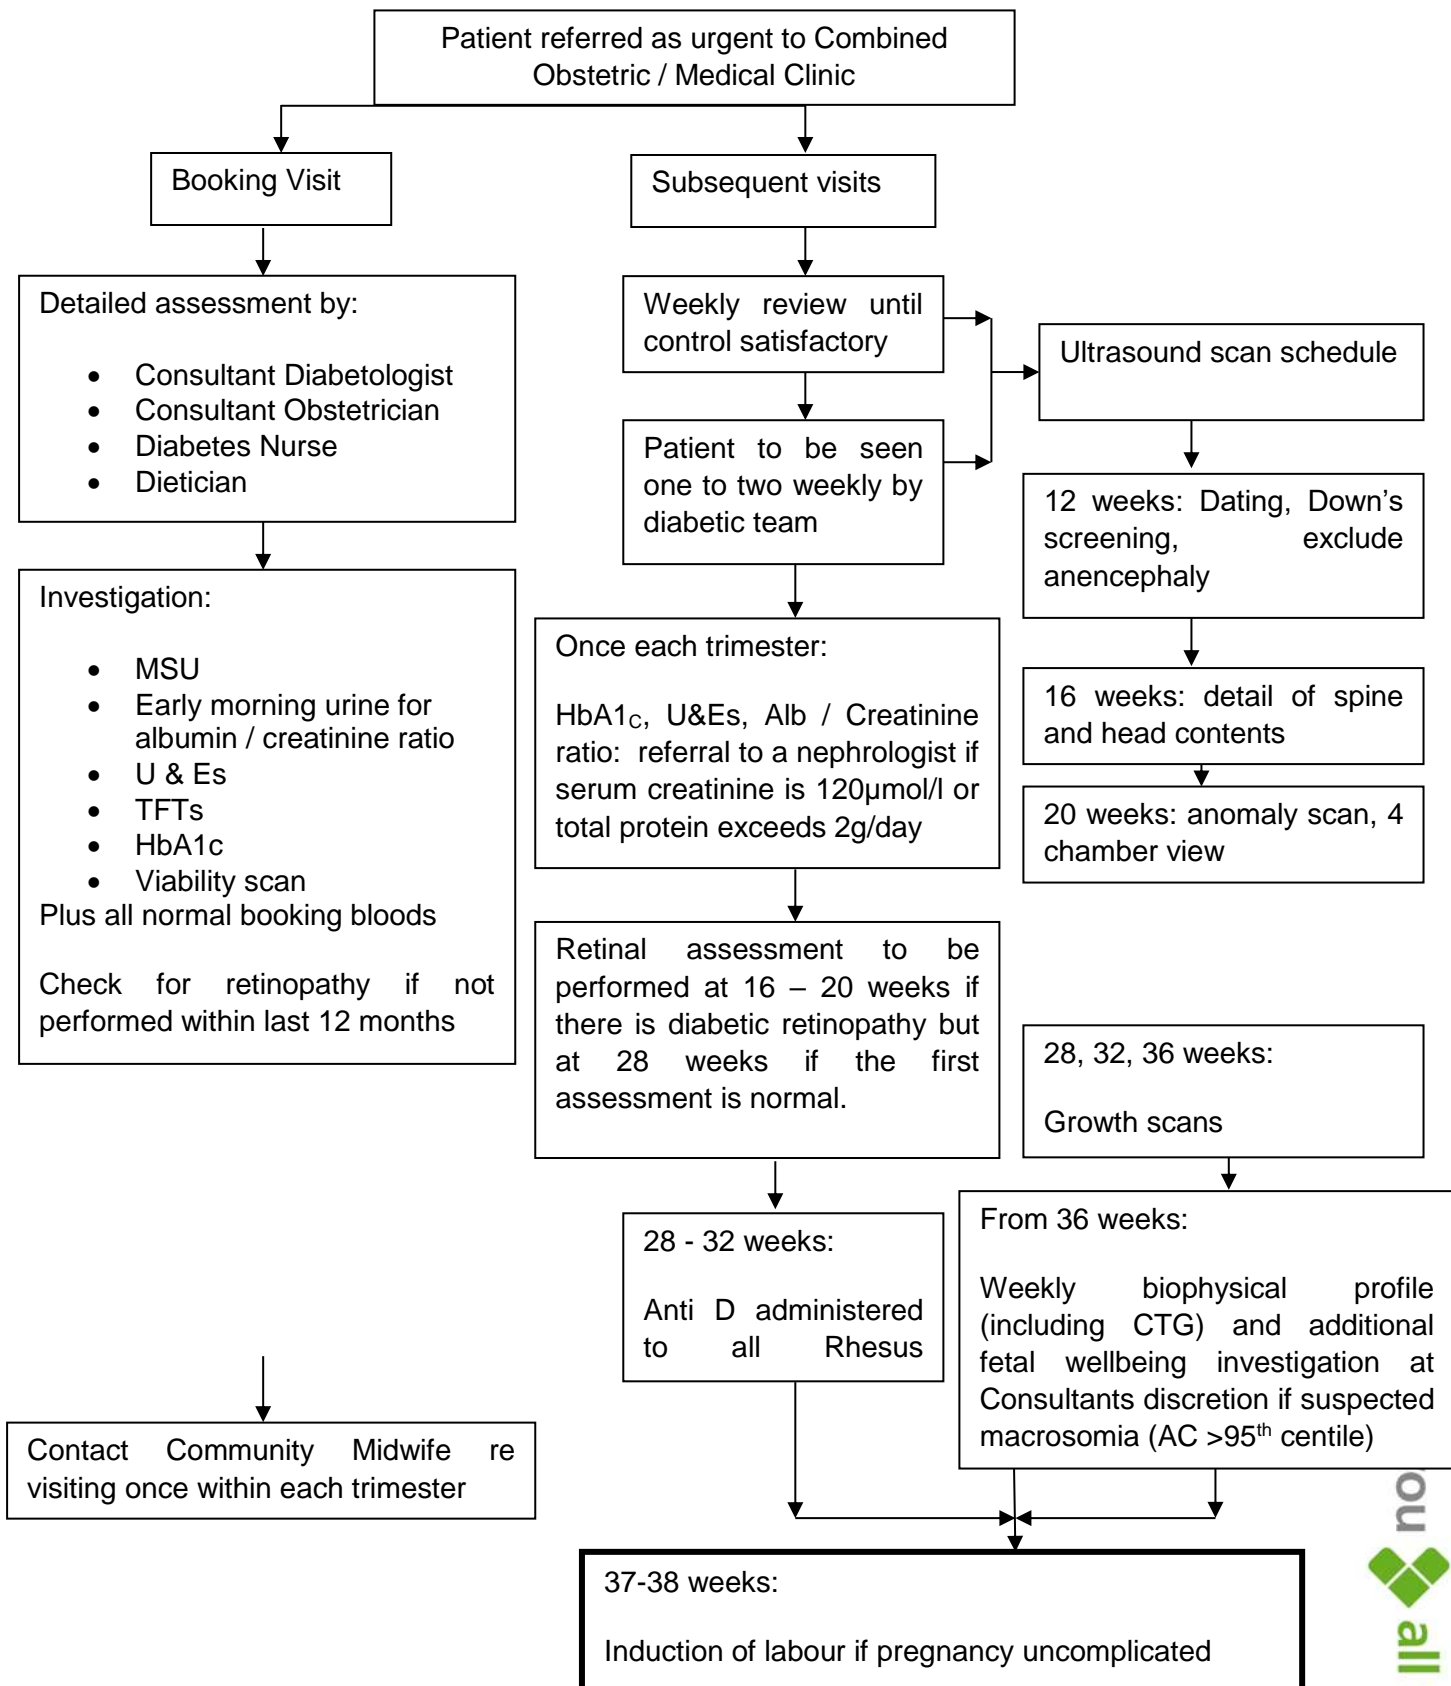 Patient referred as urgent to Combined
Obstetric / Medical Clinic
Booking Visit
Detailed assessment by:
• Consultant Diabetologist
• Consultant Obstetrician
• Diabetes Nurse
• Dietician
Investigation:
• MSU
• Early morning urine for
albumin / creatinine ratio
• U & Es
• TFTs
• HbA1c
• Viability scan
Plus all normal booking bloods
Check for retinopathy if not
performed within last 12 months
Contact Community Midwife re
visiting once within each trimester
Subsequent visits
Weekly review until
control satisfactory
Patient to be seen
one to two weekly by
diabetic team
Once each trimester:
HbA1C, U&Es, Alb / Creatinine
ratio: referral to a nephrologist if
serum creatinine is 120µmol/l or
total protein exceeds 2g/day
Retinal assessment to be
performed at 16 – 20 weeks if
there is diabetic retinopathy but
at 28 weeks if the first
assessment is normal.
28 - 32 weeks:
Anti D administered
to all Rhesus
Ultrasound scan schedule
12 weeks: Dating, Down’s
screening, exclude
anencephaly
16 weeks: detail of spine
and head contents
20 weeks: anomaly scan, 4
chamber view
28, 32, 36 weeks:
Growth scans
From 36 weeks:
Weekly biophysical profile
(including CTG) and additional
fetal wellbeing investigation at
Consultants discretion if suspected
macrosomia (AC >95th centile)
37-38 weeks:
Induction of labour if pregnancy uncomplicated
all
ou